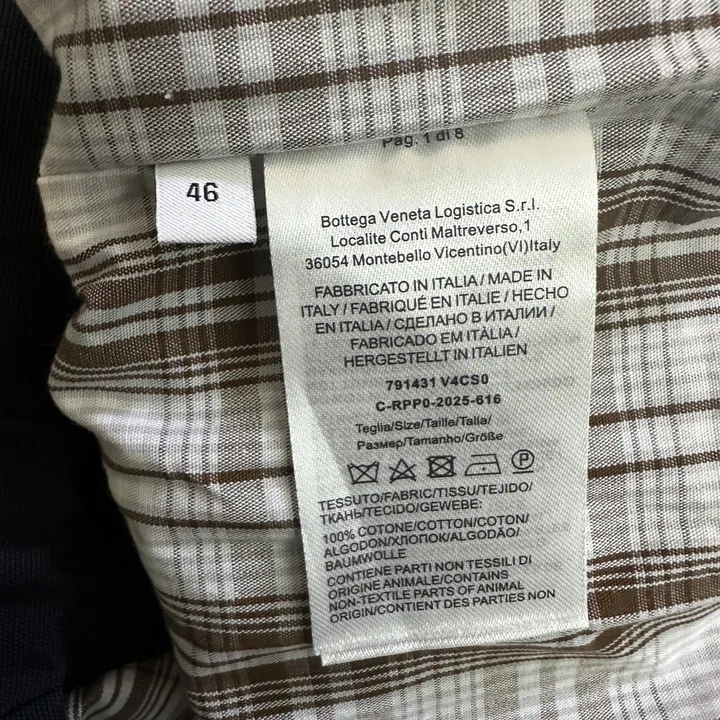 Pag. 1 di 8
46
Bottega Veneta Logistica S.r.l.
Localite Conti Maltreverso,1
36054 Montebello Vicentino(VI)Italy
FABBRICATO IN ITALIA / MADE IN
ITALY / FABRIQUÉ EN ITALIE / HECHO
EN ITALIA / СДЕЛАНО В ИТАЛИИ /
FABRICADO EM ITÀLIA /
HERGESTELLT IN ITALIEN
791431 V4CS0
C-RPP0-2025-616
Teglia/Size/Taille/Talla/
Размер/Tamanho/Größe
P
TESSUTO/FABRIC/TISSU/TEJIDO/
ТКАНЬ/TECIDO/GEWEBE:
100% COTONE/COTTON/COTON/
ALGODON/ХЛОПОК/ALGODÃO/
BAUMWOLLE
CONTIENE PARTI NON TESSILI DI
ORIGINE ANIMALE/CONTAINS
NON-TEXTILE PARTS OF ANIMAL
ORIGIN/CONTIENT DES PARTIES NON